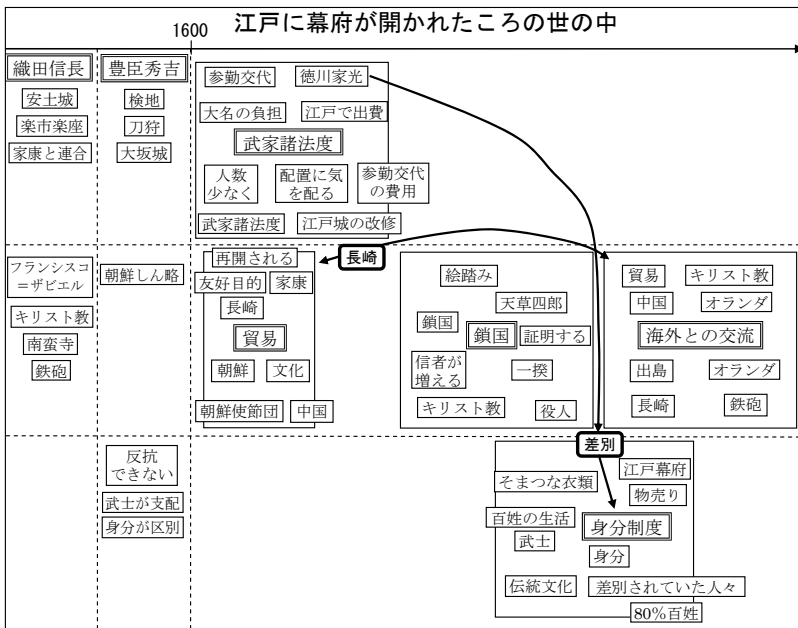 江戸に幕府が開かれたころの世の中
1600
織田信長
安土城
楽市楽座
家康と連合
豊臣秀吉
検地
刀狩
大坂城
参勤交代
徳川家光
大名の負担
江戸で出費
武家諸法度
人数
少なく
配置に気
を配る
参勤交代
の費用
武家諸法度
江戸城の改修
フランシスコ
＝ザビエル
キリスト教
南蛮寺
鉄砲
朝鮮しん略
再開される
友好目的
家康
長崎
貿易
朝鮮
文化
朝鮮使節団
中国
長崎
絵踏み
天草四郎
鎖国
鎖国
証明する
信者が
増える
一揆
キリスト教
役人
貿易
キリスト教
中国
オランダ
海外との交流
出島
オランダ
長崎
鉄砲
反抗
できない
武士が支配
身分が区別
差別
そまつな衣類
江戸幕府
物売り
百姓の生活
武士
身分制度
身分
伝統文化
差別されていた人々
80%百姓